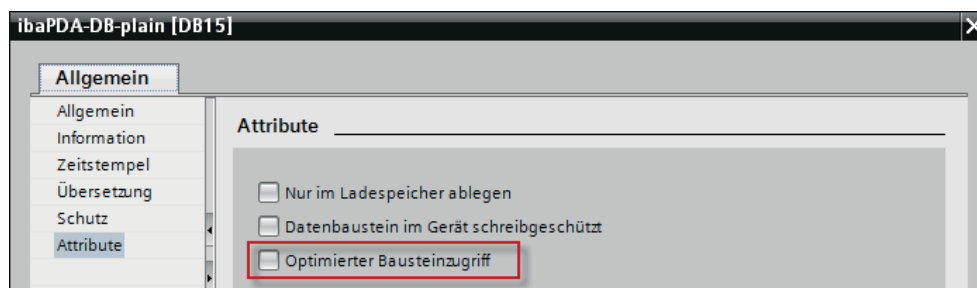 ibaPDA-DB-plain [DB15]
Allgemein
Allgemein
Information
Zeitstempel
Übersetzung
Schutz
Attribute
Attribute
Nur im Ladespeicher ablegen
Datenbaustein im Gerät schreibgeschützt
Optimierter Bausteinzugriff